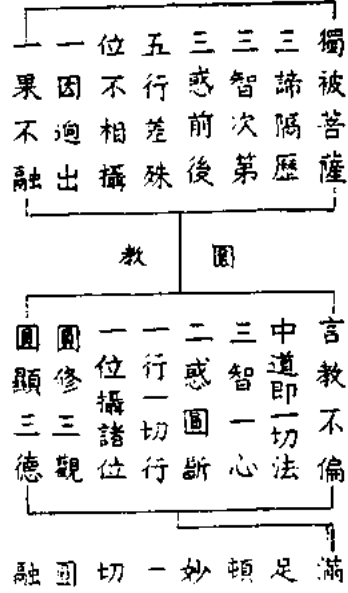 獨被菩薩
三諦隔歷
三智次第
三惑前後
五行差殊
位不相攝
一因逈出
一果不融
圓教
言教不偏
中道即一切法
三智一心
二惑圓斷
一行一切行
一位攝諸位
圓修三觀
圓顯三德
滿足頓妙一切圓融